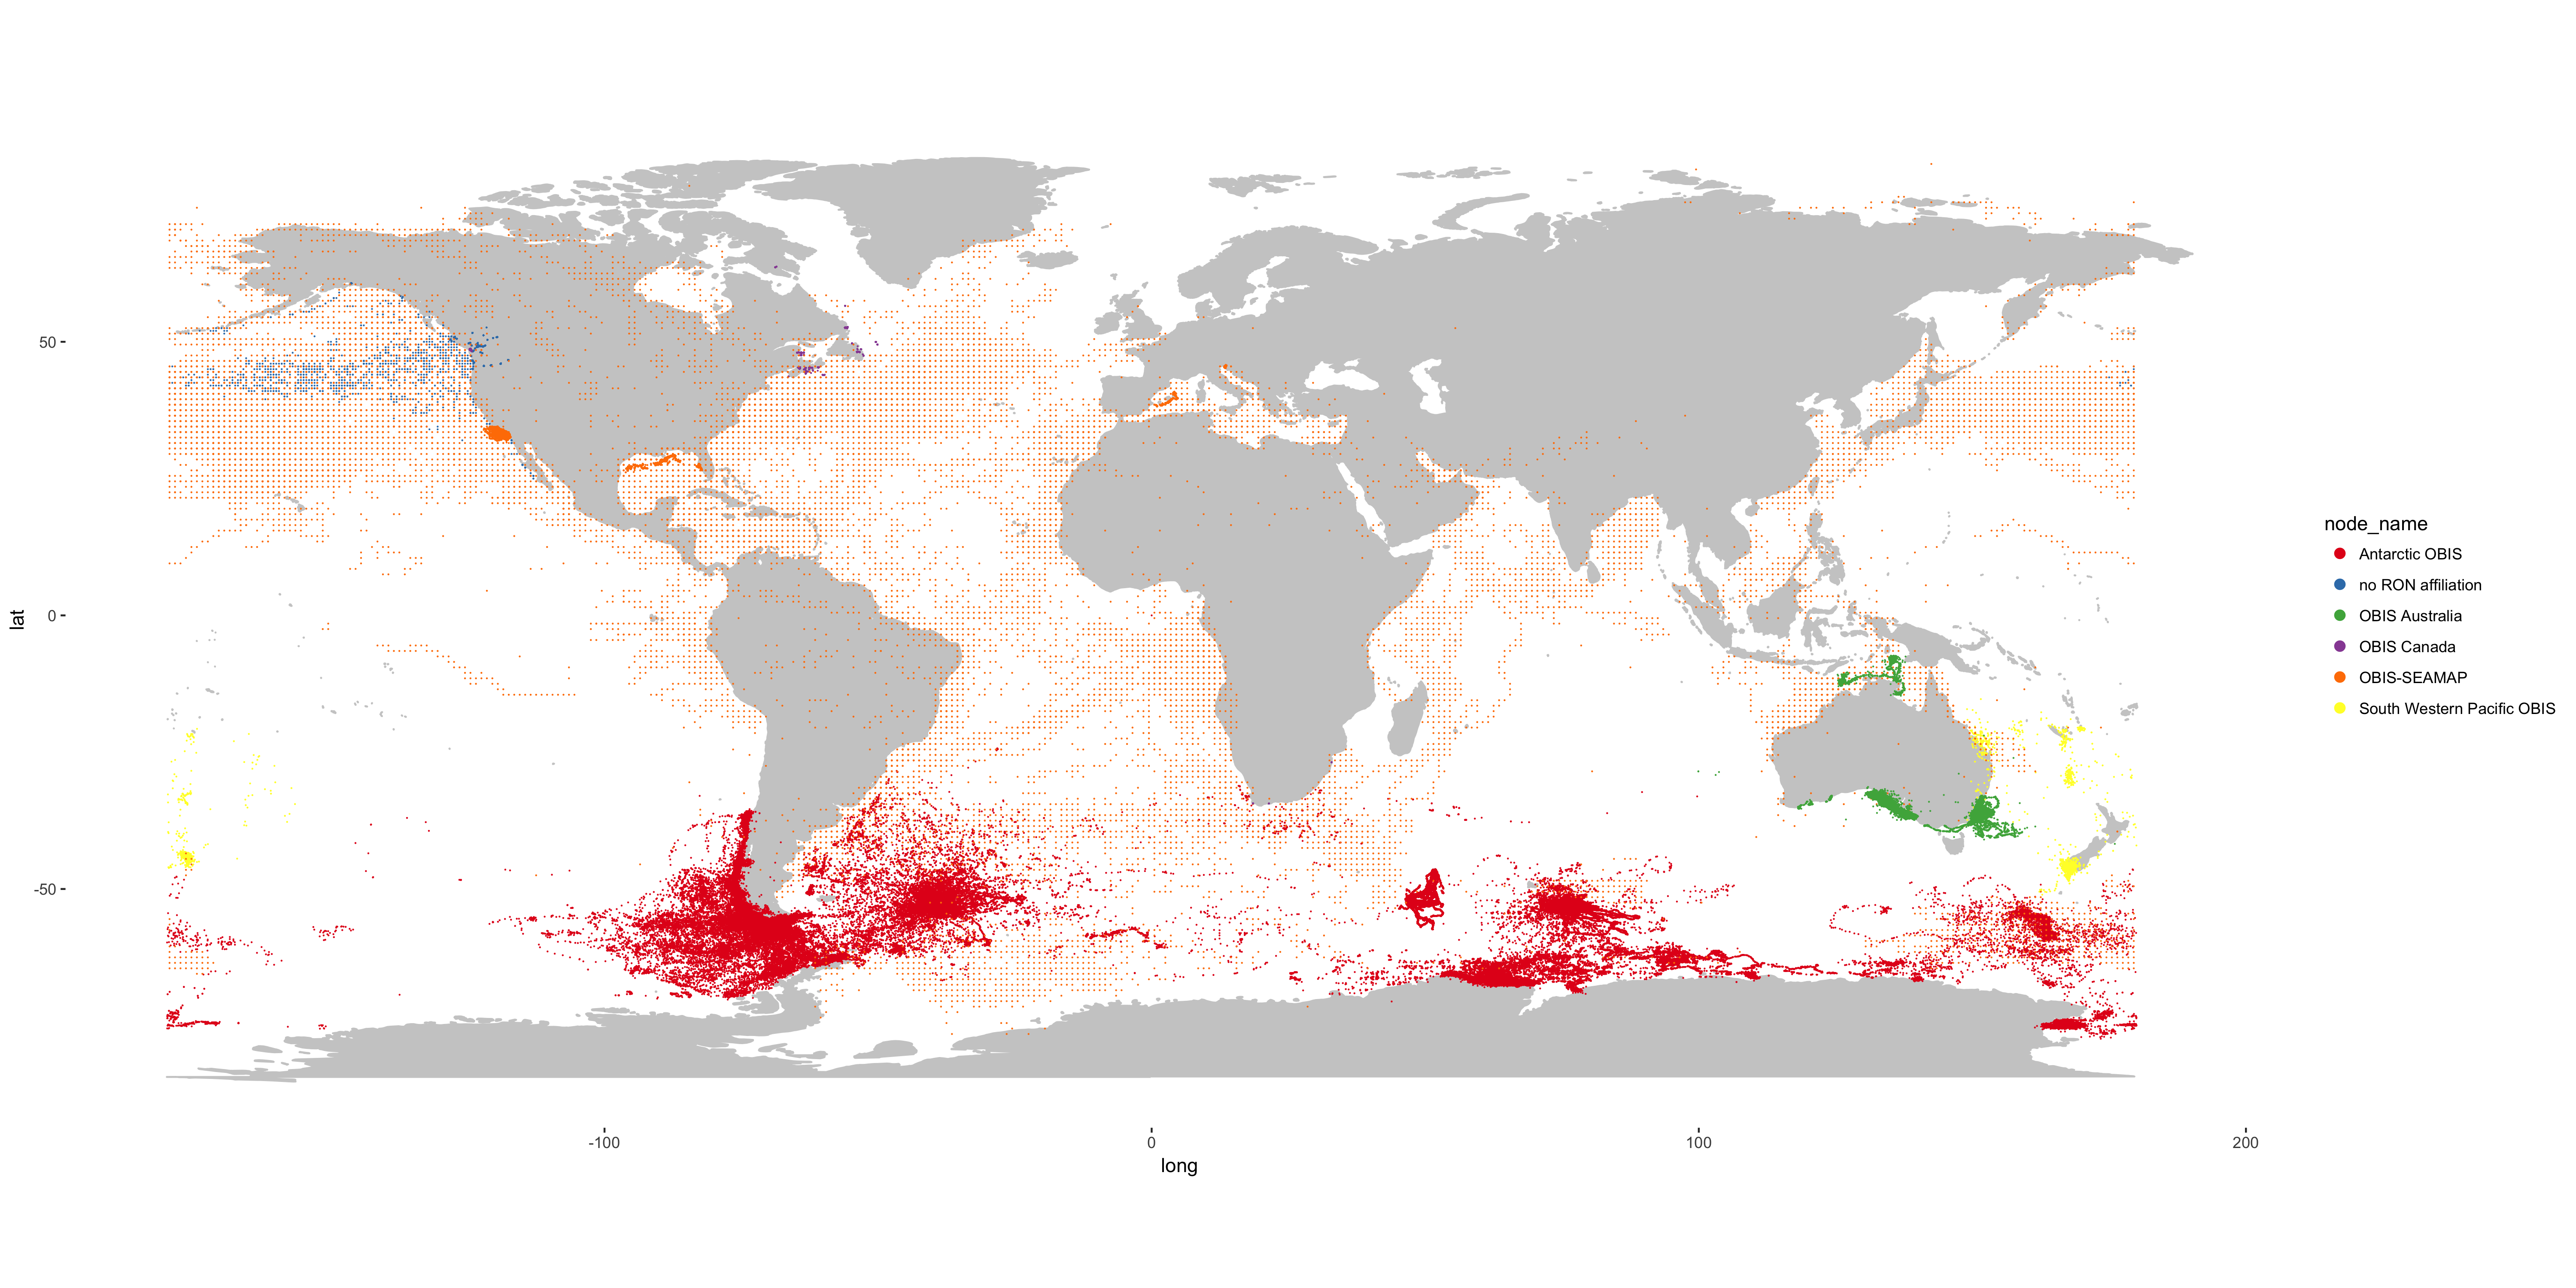 50
0
-50
lat
-100
0
100
200
long
node_name
Antarctic OBIS
no RON affiliation
OBIS Australia
OBIS Canada
OBIS-SEAMAP
South Western Pacific OBIS